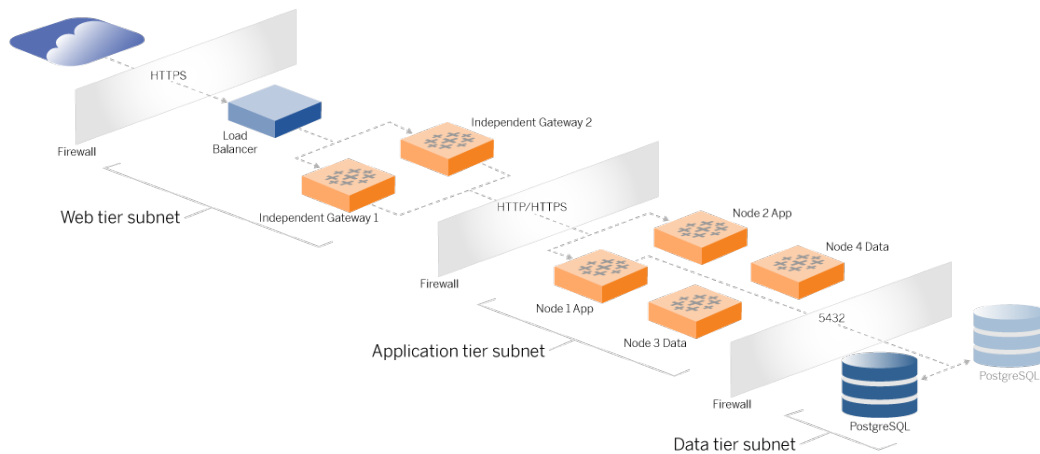 HTTPS
Load
Balancer
Independent Gateway 2
Firewall
Independent Gateway 1
Web tier subnet
HTTP/HTTPS
Node 2 App
Node 4 Data
Firewall
Node 1 App
Node 3 Data
Application tier subnet
5432
PostgreSQL
Firewall
PostgreSQL
Data tier subnet